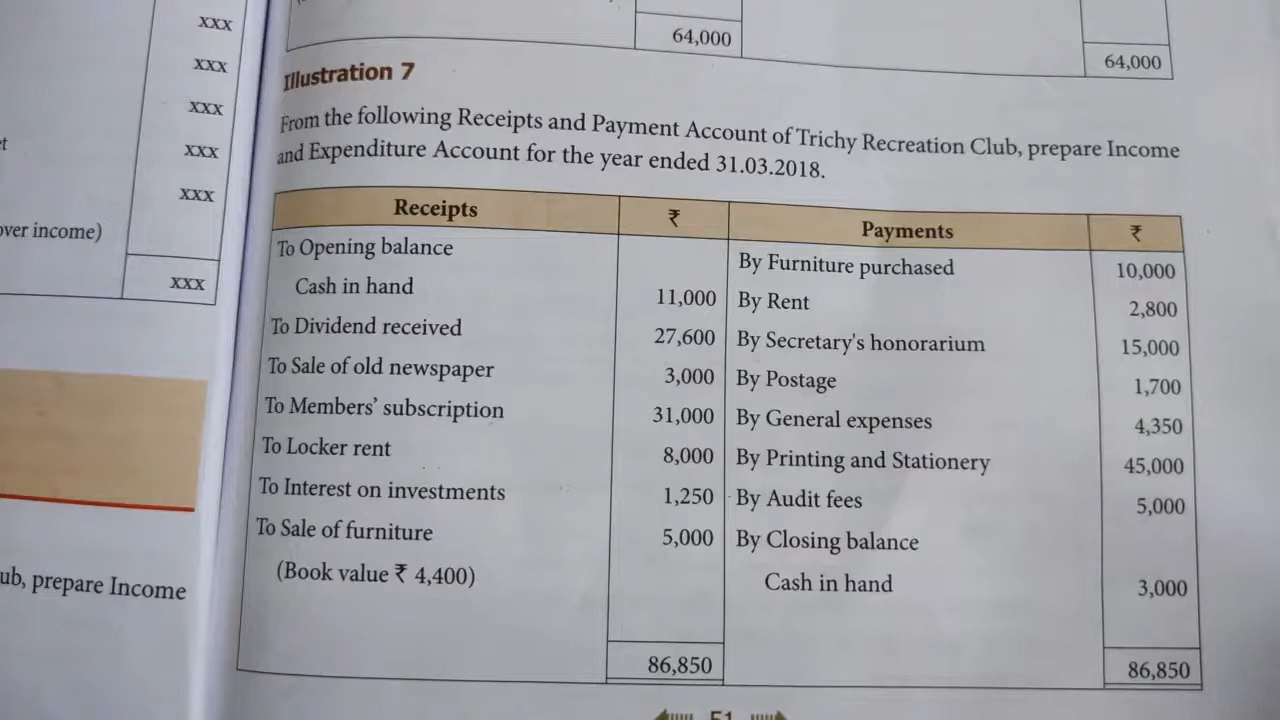 xxx
xxx
xxx
xxx
xxx
over income)
xxx
ub, prepare Income
64,000
64,000
Illustration 7
From the following Receipts and Payment Account of Trichy Recreation Club, prepare Income
and Expenditure Account for the year ended 31.03.2018.
Receipts ₹ Payments ₹
To Opening balance
By Furniture purchased 10,000
Cash in hand 11,000 By Rent 2,800
To Dividend received 27,600 By Secretary's honorarium 15,000
To Sale of old newspaper 3,000 By Postage 1,700
To Members' subscription 31,000 By General expenses 4,350
To Locker rent 8,000 By Printing and Stationery 45,000
To Interest on investments 1,250 By Audit fees 5,000
To Sale of furniture 5,000 By Closing balance
(Book value ₹ 4,400) Cash in hand 3,000
86,850 86,850
51